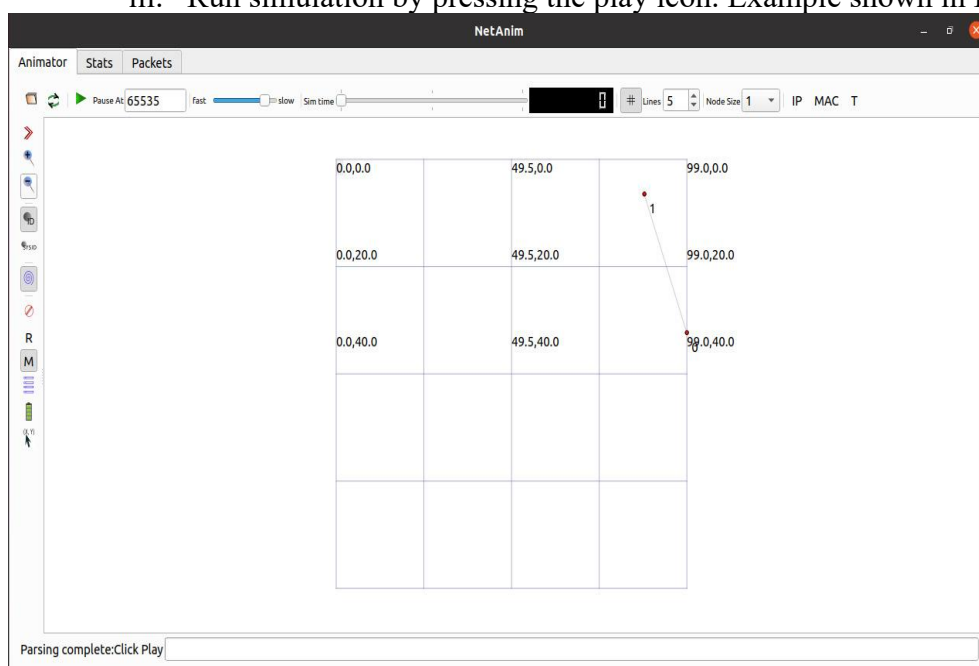 Run simulation by pressing the play icon. Example shown in
NetAnim
Animator Stats Packets
Pause At 65535 fast slow Sim time 0 # Lines 5 Node Size 1 IP MAC T
0.0,0.0 49.5,0.0 99.0,0.0
1
0.0,20.0 49.5,20.0 99.0,20.0
0.0,40.0 49.5,40.0 99.0,40.0
0
ID
SYSID
R
M
(X, Y)
Parsing complete:Click Play